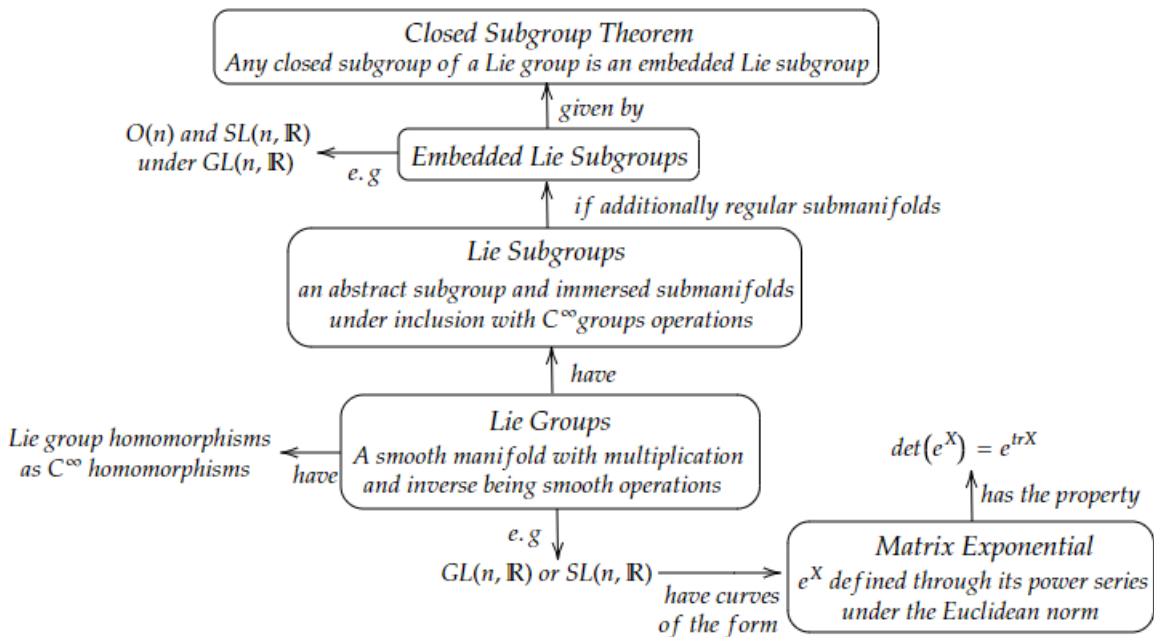 Closed Subgroup Theorem
Any closed subgroup of a Lie group is an embedded Lie subgroup
given by
O(n) and SL(n, ℝ)
under GL(n, ℝ)
e.g
Embedded Lie Subgroups
if additionally regular submanifolds
Lie Subgroups
an abstract subgroup and immersed submanifolds
under inclusion with C^∞ groups operations
have
Lie Groups
A smooth manifold with multiplication
and inverse being smooth operations
Lie group homomorphisms
as C^∞ homomorphisms
have
det(e^X) = e^{trX}
has the property
e.g
GL(n, ℝ) or SL(n, ℝ)
have curves
of the form
Matrix Exponential
e^X defined through its power series
under the Euclidean norm